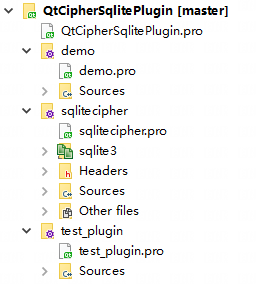 QtCipherSqlitePlugin [master]
QtCipherSqlitePlugin.pro
demo
demo.pro
Sources
sqlitecipher
sqlitecipher.pro
sqlite3
Headers
Sources
Other files
test_plugin
test_plugin.pro
Sources